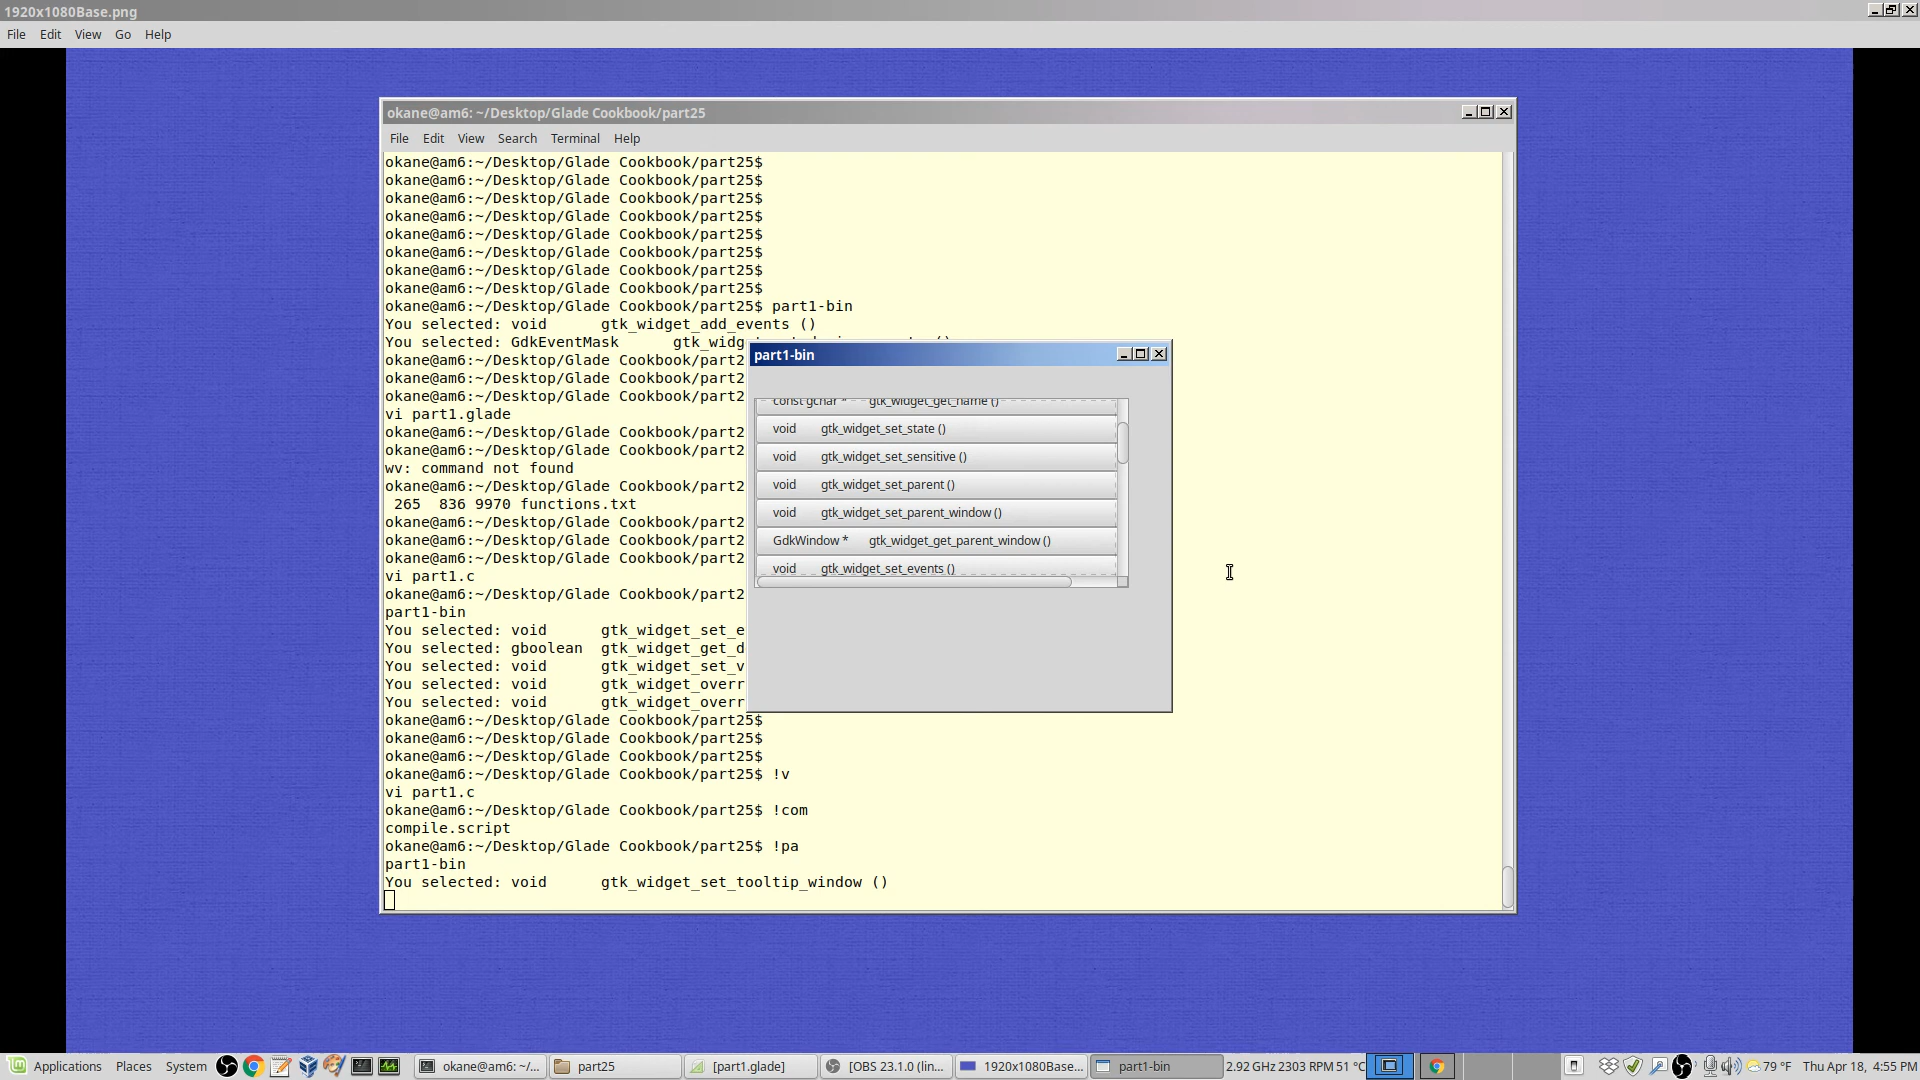 1920x1080Base.png
File Edit View Go Help
okane@am6: ~/Desktop/Glade Cookbook/part25
File Edit View Search Terminal Help
okane@am6:~/Desktop/Glade Cookbook/part25$
okane@am6:~/Desktop/Glade Cookbook/part25$
okane@am6:~/Desktop/Glade Cookbook/part25$
okane@am6:~/Desktop/Glade Cookbook/part25$
okane@am6:~/Desktop/Glade Cookbook/part25$
okane@am6:~/Desktop/Glade Cookbook/part25$
okane@am6:~/Desktop/Glade Cookbook/part25$
okane@am6:~/Desktop/Glade Cookbook/part25$
okane@am6:~/Desktop/Glade Cookbook/part25$ part1-bin
You selected: void gtk_widget_add_events ()
You selected: GdkEventMask gtk_widg
okane@am6:~/Desktop/Glade Cookbook/part2
okane@am6:~/Desktop/Glade Cookbook/part2
okane@am6:~/Desktop/Glade Cookbook/part2
vi part1.glade
okane@am6:~/Desktop/Glade Cookbook/part2
okane@am6:~/Desktop/Glade Cookbook/part2
wv: command not found
okane@am6:~/Desktop/Glade Cookbook/part2
265 836 9970 functions.txt
okane@am6:~/Desktop/Glade Cookbook/part2
okane@am6:~/Desktop/Glade Cookbook/part2
okane@am6:~/Desktop/Glade Cookbook/part2
vi part1.c
okane@am6:~/Desktop/Glade Cookbook/part2
part1-bin
You selected: void gtk_widget_set_e
You selected: gboolean gtk_widget_get_d
You selected: void gtk_widget_set_v
You selected: void gtk_widget_overr
You selected: void gtk_widget_overr
okane@am6:~/Desktop/Glade Cookbook/part25$
okane@am6:~/Desktop/Glade Cookbook/part25$
okane@am6:~/Desktop/Glade Cookbook/part25$
okane@am6:~/Desktop/Glade Cookbook/part25$ !v
vi part1.c
okane@am6:~/Desktop/Glade Cookbook/part25$ !com
compile.script
okane@am6:~/Desktop/Glade Cookbook/part25$ !pa
part1-bin
You selected: void gtk_widget_set_tooltip_window ()
part1-bin
const gchar * gtk_widget_get_name ()
void gtk_widget_set_state ()
void gtk_widget_set_sensitive ()
void gtk_widget_set_parent ()
void gtk_widget_set_parent_window ()
GdkWindow * gtk_widget_get_parent_window ()
void gtk_widget_set_events ()
Applications Places System okane@am6: ~/... part25 [part1.glade] [OBS 23.1.0 (lin... 1920x1080Base... part1-bin 2.92 GHz 2303 RPM 51 °C 79 °F Thu Apr 18, 4:55 PM